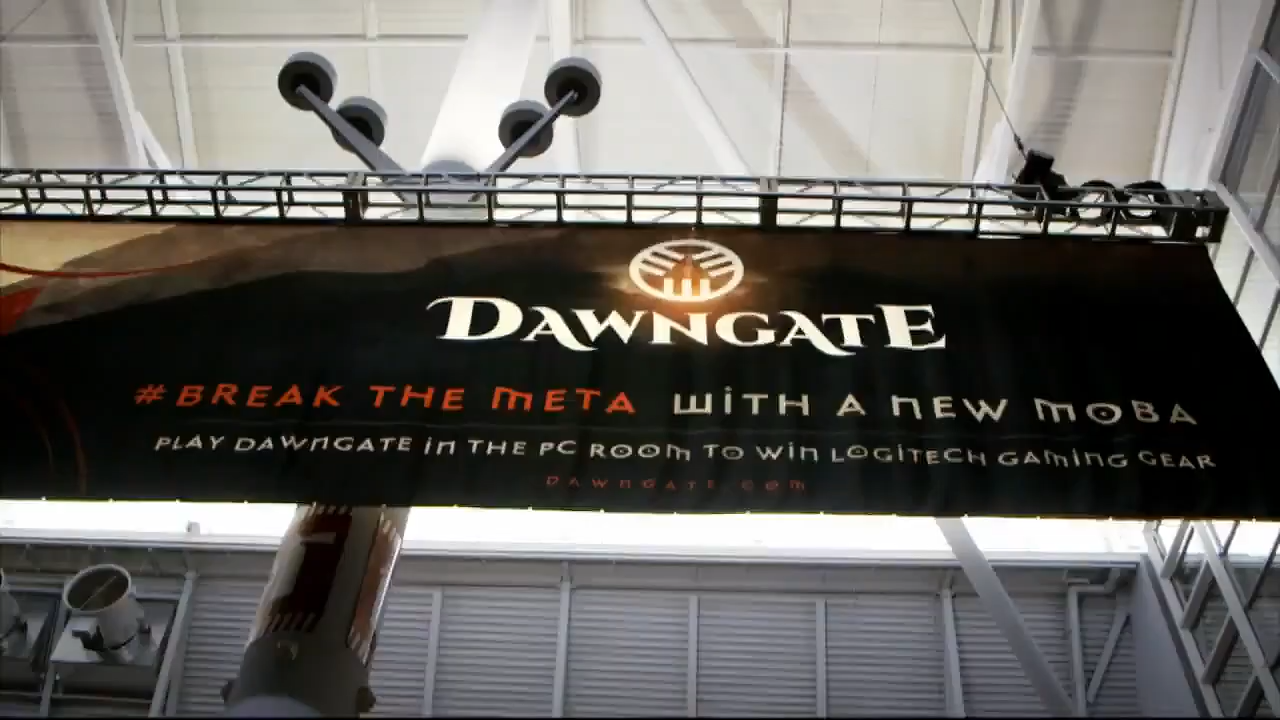 DAWNGATE
#BREAK THE META WITH A NEW MOBA
PLAY DAWNGATE IN THE PC ROOM TO WIN LOGITECH GAMING GEAR
DAWNGATE.COM